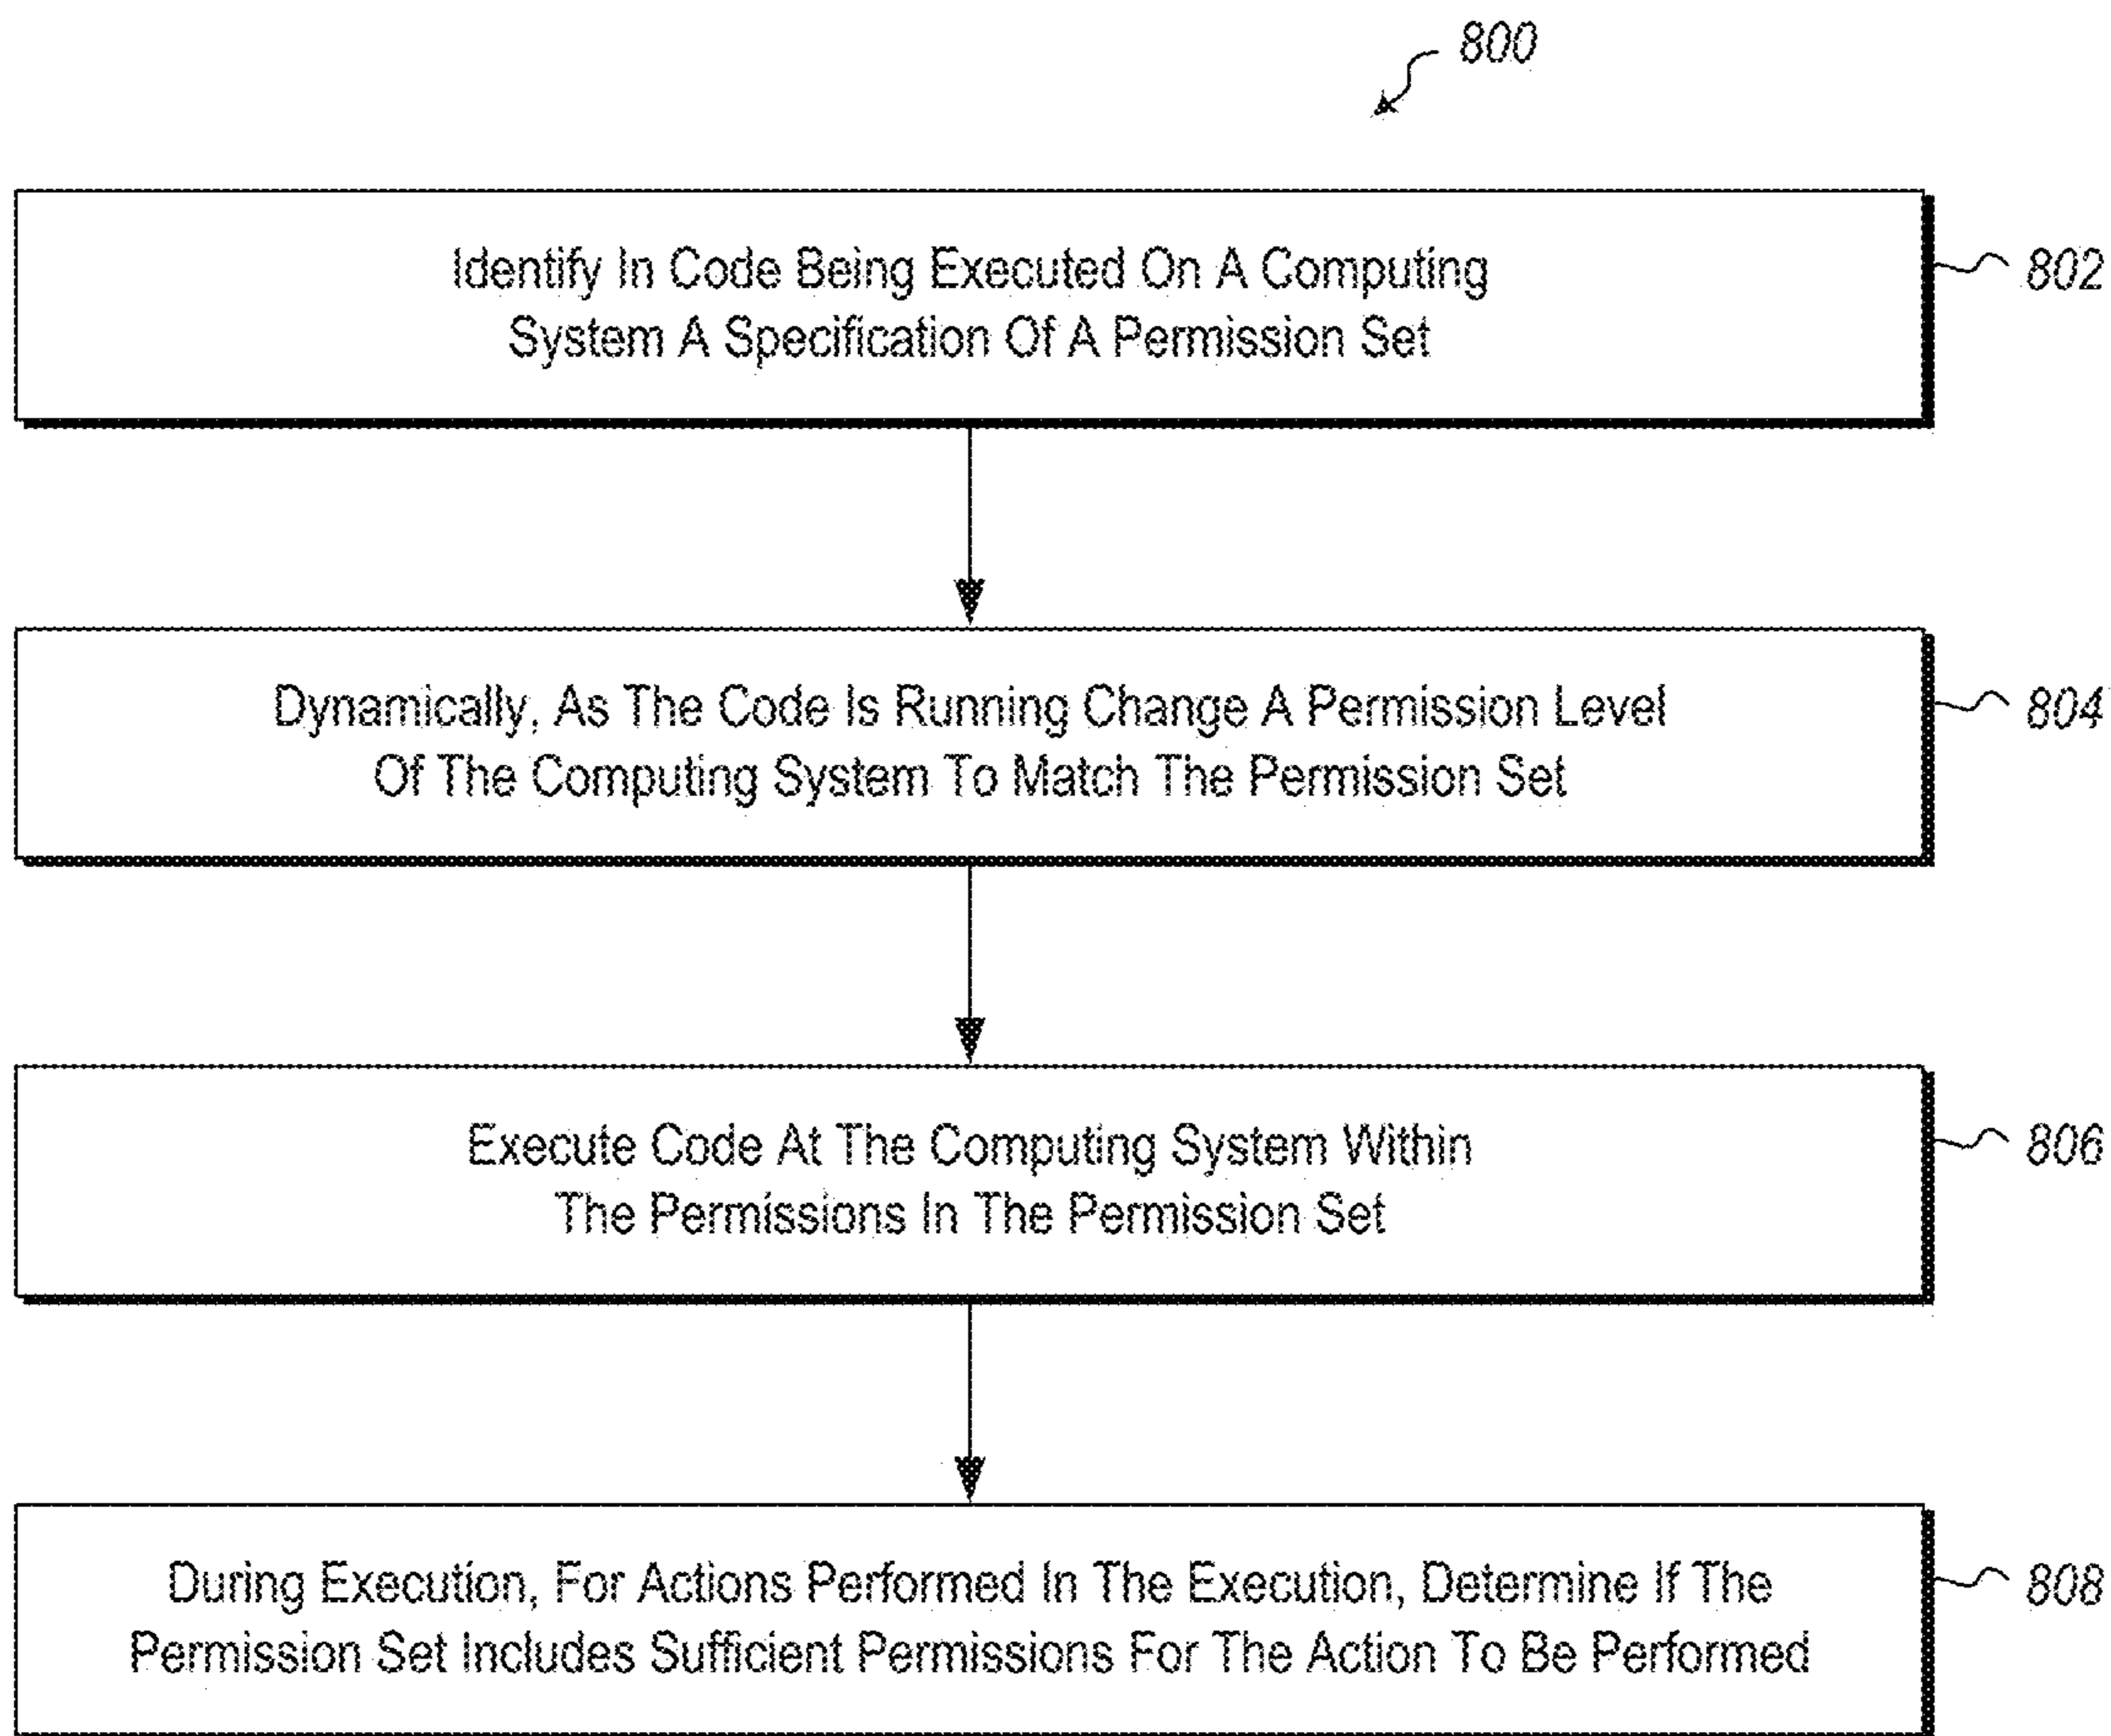 800
Identify In Code Being Executed On A Computing
System A Specification Of A Permission Set
802
Dynamically, As The Code Is Running Change A Permission Level
Of The Computing System To Match The Permission Set
804
Execute Code At The Computing System Within
The Permissions In The Permission Set
806
During Execution, For Actions Performed In The Execution, Determine If The
Permission Set Includes Sufficient Permissions For The Action To Be Performed
808